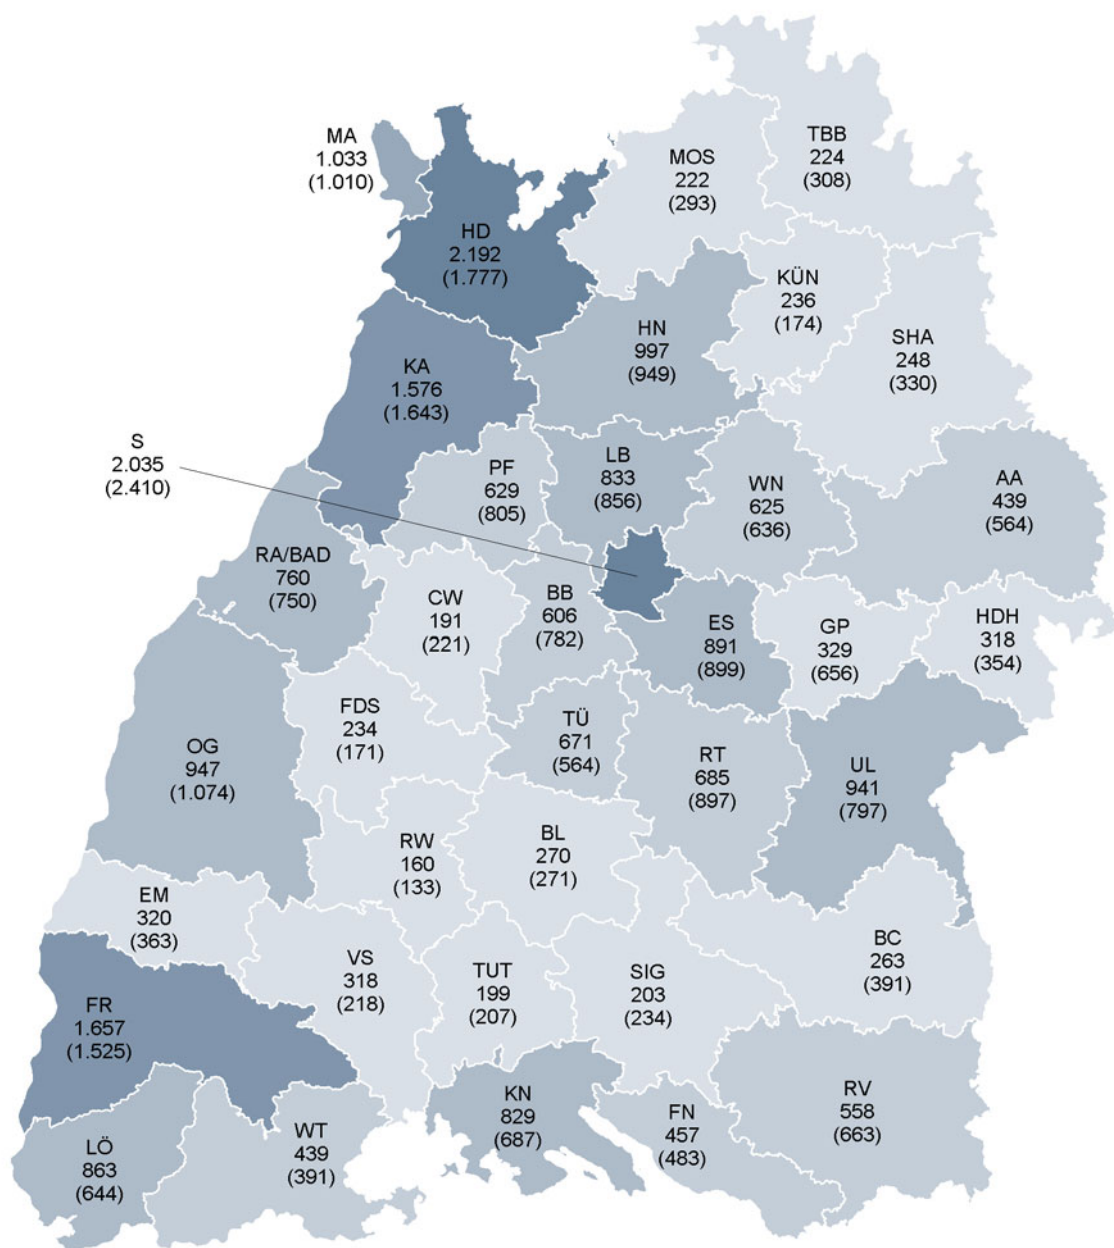 TBB
224
(308)
MA
1.033
(1.010)
MOS
222
(293)
HD
2.192
(1.777)
KÜN
236
(174)
HN
997
(949)
SHA
248
(330)
KA
1.576
(1.643)
S
2.035
(2.410)
PF
629
(805)
LB
833
(856)
WN
625
(636)
AA
439
(564)
RA/BAD
760
(750)
CW
191
(221)
BB
606
(782)
ES
891
(899)
GP
329
(656)
HDH
318
(354)
FDS
234
(171)
TÜ
671
(564)
OG
947
(1.074)
RT
685
(897)
UL
941
(797)
RW
160
(133)
BL
270
(271)
EM
320
(363)
BC
263
(391)
VS
318
(218)
TUT
199
(207)
SIG
203
(234)
FR
1.657
(1.525)
KN
829
(687)
FN
457
(483)
RV
558
(663)
LÖ
863
(644)
WT
439
(391)